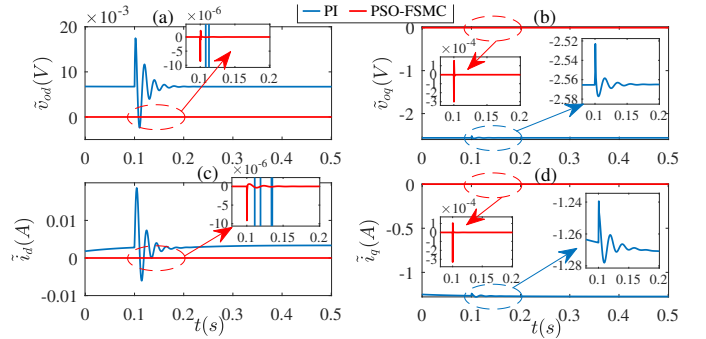 PI PSO-FSMC
(a)
×10⁻³
20
10
0
ṽ_od(V)
0 0.1 0.2 0.3 0.4 0.5
×10⁻⁶
0
-5
-10
0.1 0.15 0.2
(b)
0
-1
-2
ṽ_oq(V)
0 0.1 0.2 0.3 0.4 0.5
×10⁻⁴
1
0
-1
-2
-3
0.1 0.15 0.2
-2.52
-2.54
-2.56
-2.58
0.1 0.15 0.2
(c)
0.01
0
-0.01
ĩ_d(A)
0 0.1 0.2 0.3 0.4 0.5
t(s)
×10⁻⁶
0
-5
-10
0.1 0.15 0.2
(d)
0
-0.5
-1
ĩ_q(A)
0 0.1 0.2 0.3 0.4 0.5
t(s)
×10⁻⁴
1
0
-1
-2
-3
0.1 0.15 0.2
-1.24
-1.26
-1.28
0.1 0.15 0.2